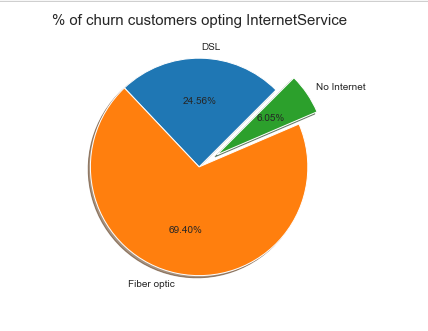 % of churn customers opting InternetService
DSL
No Internet
24.56%
6.05%
69.40%
Fiber optic